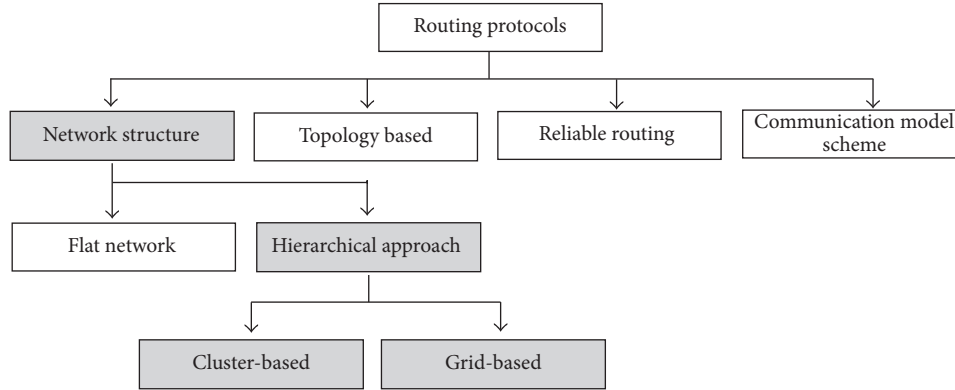 Routing protocols
Network structure
Topology based
Reliable routing
Communication model
scheme
Flat network
Hierarchical approach
Cluster-based
Grid-based